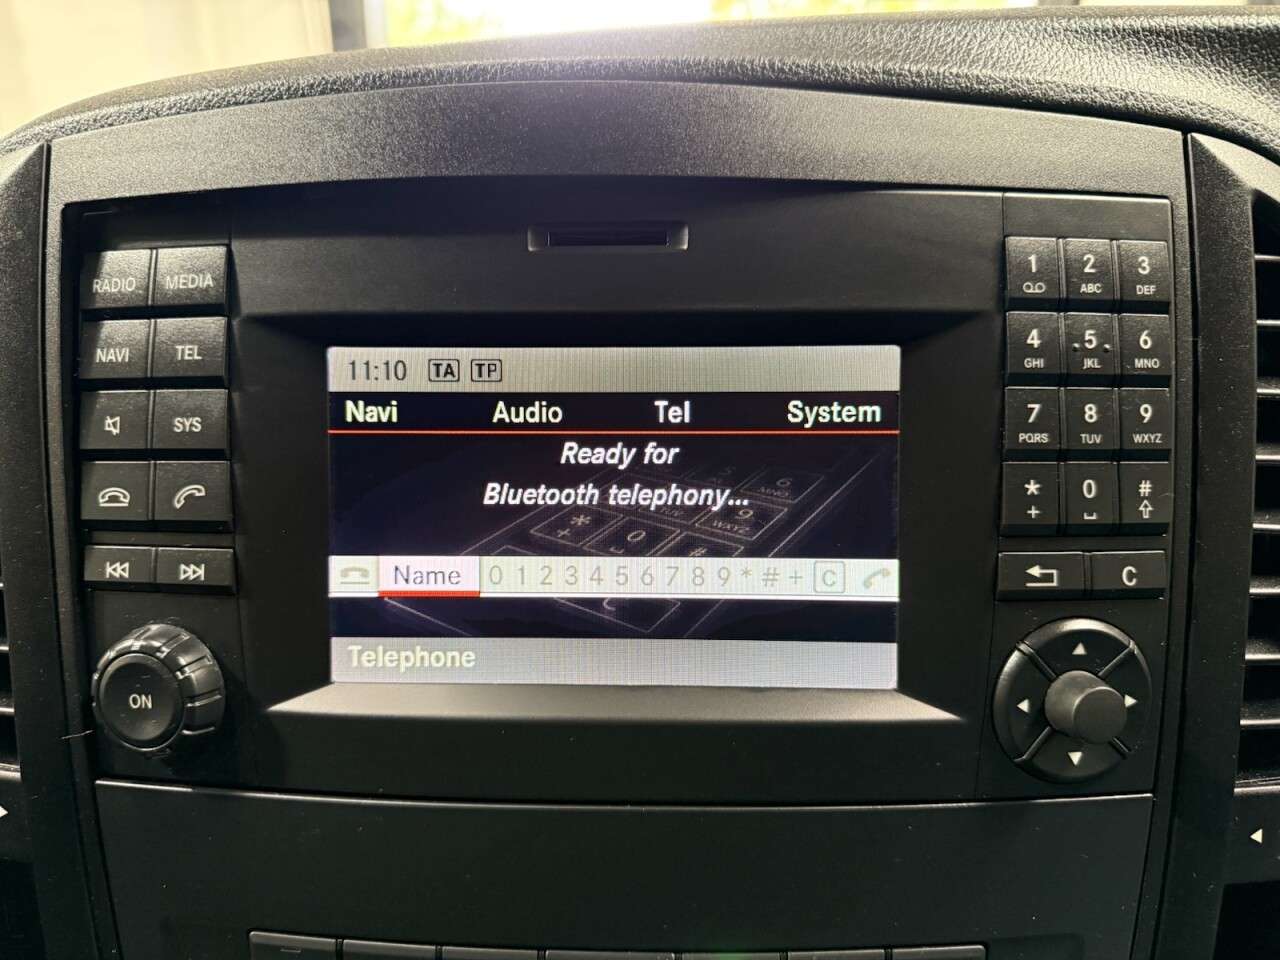 RADIO MEDIA
NAVI TEL
SYS
ON
11:10 TA TP
Navi Audio Tel System
Ready for
Bluetooth telephony...
Name 0 1 2 3 4 5 6 7 8 9 * # + C
Telephone
1 2 3
ABC DEF
4 5 6
GHI JKL MNO
7 8 9
PQRS TUV WXYZ
* 0 #
+
C